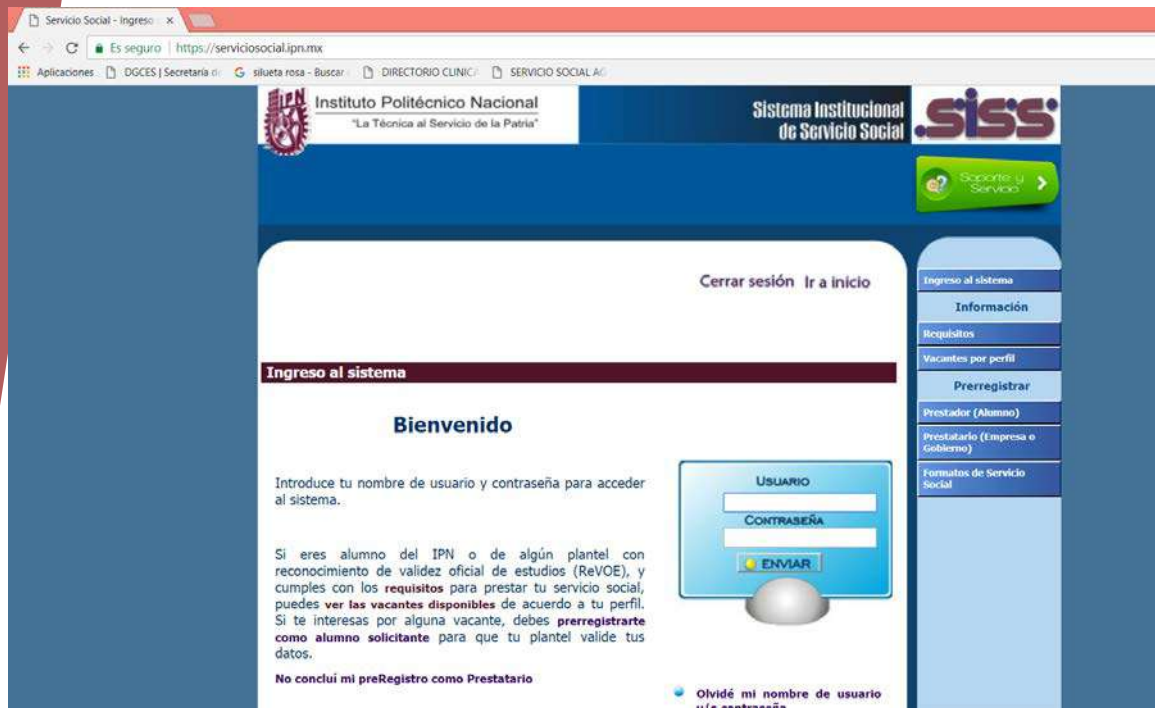 Servicio Social - Ingreso
Es seguro | https://serviciosocial.ipn.mx
Aplicaciones DGCES | Secretaría silueta rosa - Buscar DIRECTORIO CLINIC SERVICIO SOCIAL
Instituto Politécnico Nacional
"La Técnica al Servicio de la Patria"
Sistema Institucional
de Servicio Social
.siss.
Soporte y
Servicio
Cerrar sesión Ir a inicio
Ingreso al sistema
Bienvenido
Introduce tu nombre de usuario y contraseña para acceder
al sistema.
Si eres alumno del IPN o de algún plantel con
reconocimiento de validez oficial de estudios (ReVOE), y
cumples con los requisitos para prestar tu servicio social,
puedes ver las vacantes disponibles de acuerdo a tu perfil.
Si te interesas por alguna vacante, debes prerregistrarte
como alumno solicitante para que tu plantel valide tus
datos.
No concluí mi preRegistro como Prestatario
USUARIO
CONTRASEÑA
ENVIAR
Olvidé mi nombre de usuario
y/o contraseña
Ingreso al sistema
Información
Requisitos
Vacantes por perfil
Prerregistrar
Prestador (Alumno)
Prestatario (Empresa o
Gobierno)
Formatos de Servicio
Social